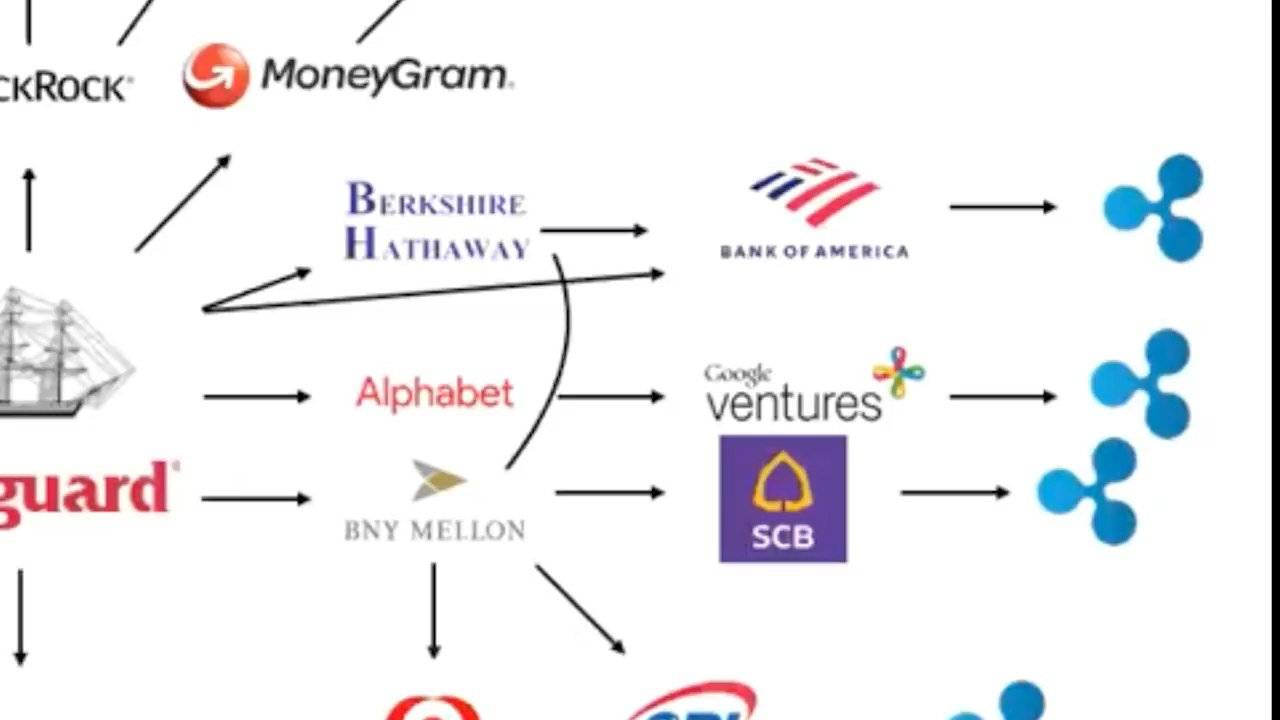 CKROCK®
MoneyGram®
BERKSHIRE
HATHAWAY
BANK OF AMERICA
Alphabet
Google
ventures
guard®
BNY MELLON
SCB